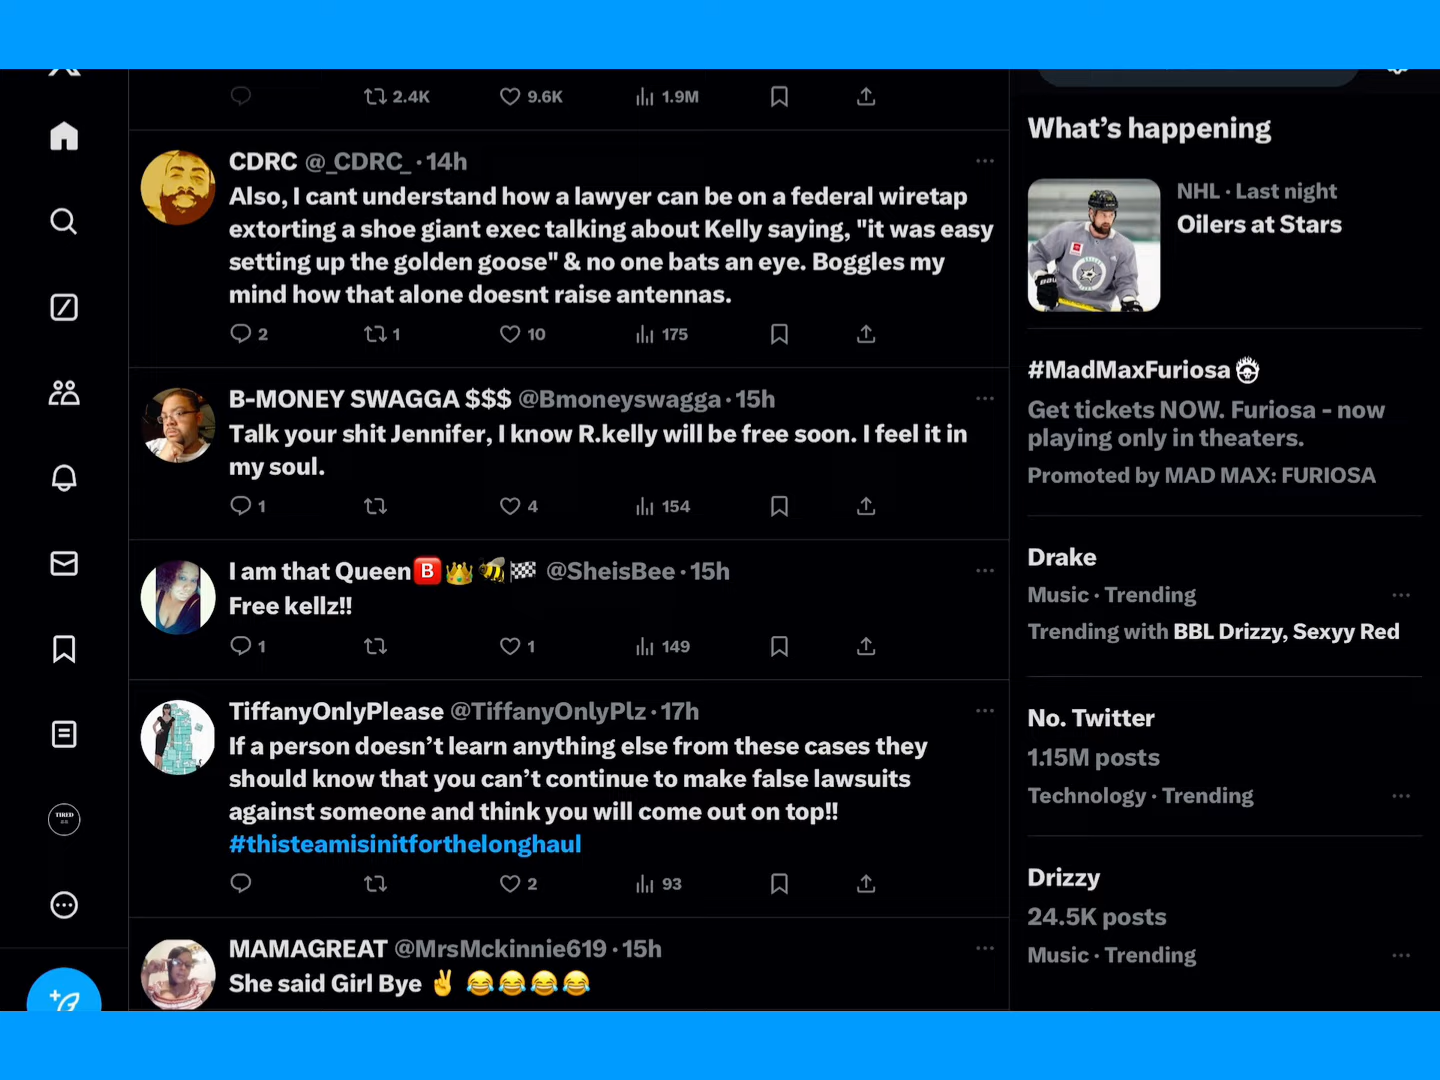 2.4K 9.6K 1.9M
CDRC @_CDRC_ · 14h
Also, I cant understand how a lawyer can be on a federal wiretap
extorting a shoe giant exec talking about Kelly saying, "it was easy
setting up the golden goose" & no one bats an eye. Boggles my
mind how that alone doesnt raise antennas.
2 1 10 175
B-MONEY SWAGGA $$$ @Bmoneyswagga · 15h
Talk your shit Jennifer, I know R.kelly will be free soon. I feel it in
my soul.
1 4 154
I am that Queen🅱️👑🐝🏁 @SheisBee · 15h
Free kellz!!
1 1 149
TiffanyOnlyPlease @TiffanyOnlyPlz · 17h
If a person doesn’t learn anything else from these cases they
should know that you can’t continue to make false lawsuits
against someone and think you will come out on top!!
#thisteamisinitforthelonghaul
2 93
MAMAGREAT @MrsMckinnie619 · 15h
She said Girl Bye ✌️ 😂😂😂😂
What’s happening
NHL · Last night
Oilers at Stars
#MadMaxFuriosa
Get tickets NOW. Furiosa - now
playing only in theaters.
Promoted by MAD MAX: FURIOSA
Drake
Music · Trending
Trending with BBL Drizzy, Sexyy Red
No. Twitter
1.15M posts
Technology · Trending
Drizzy
24.5K posts
Music · Trending
TIRED